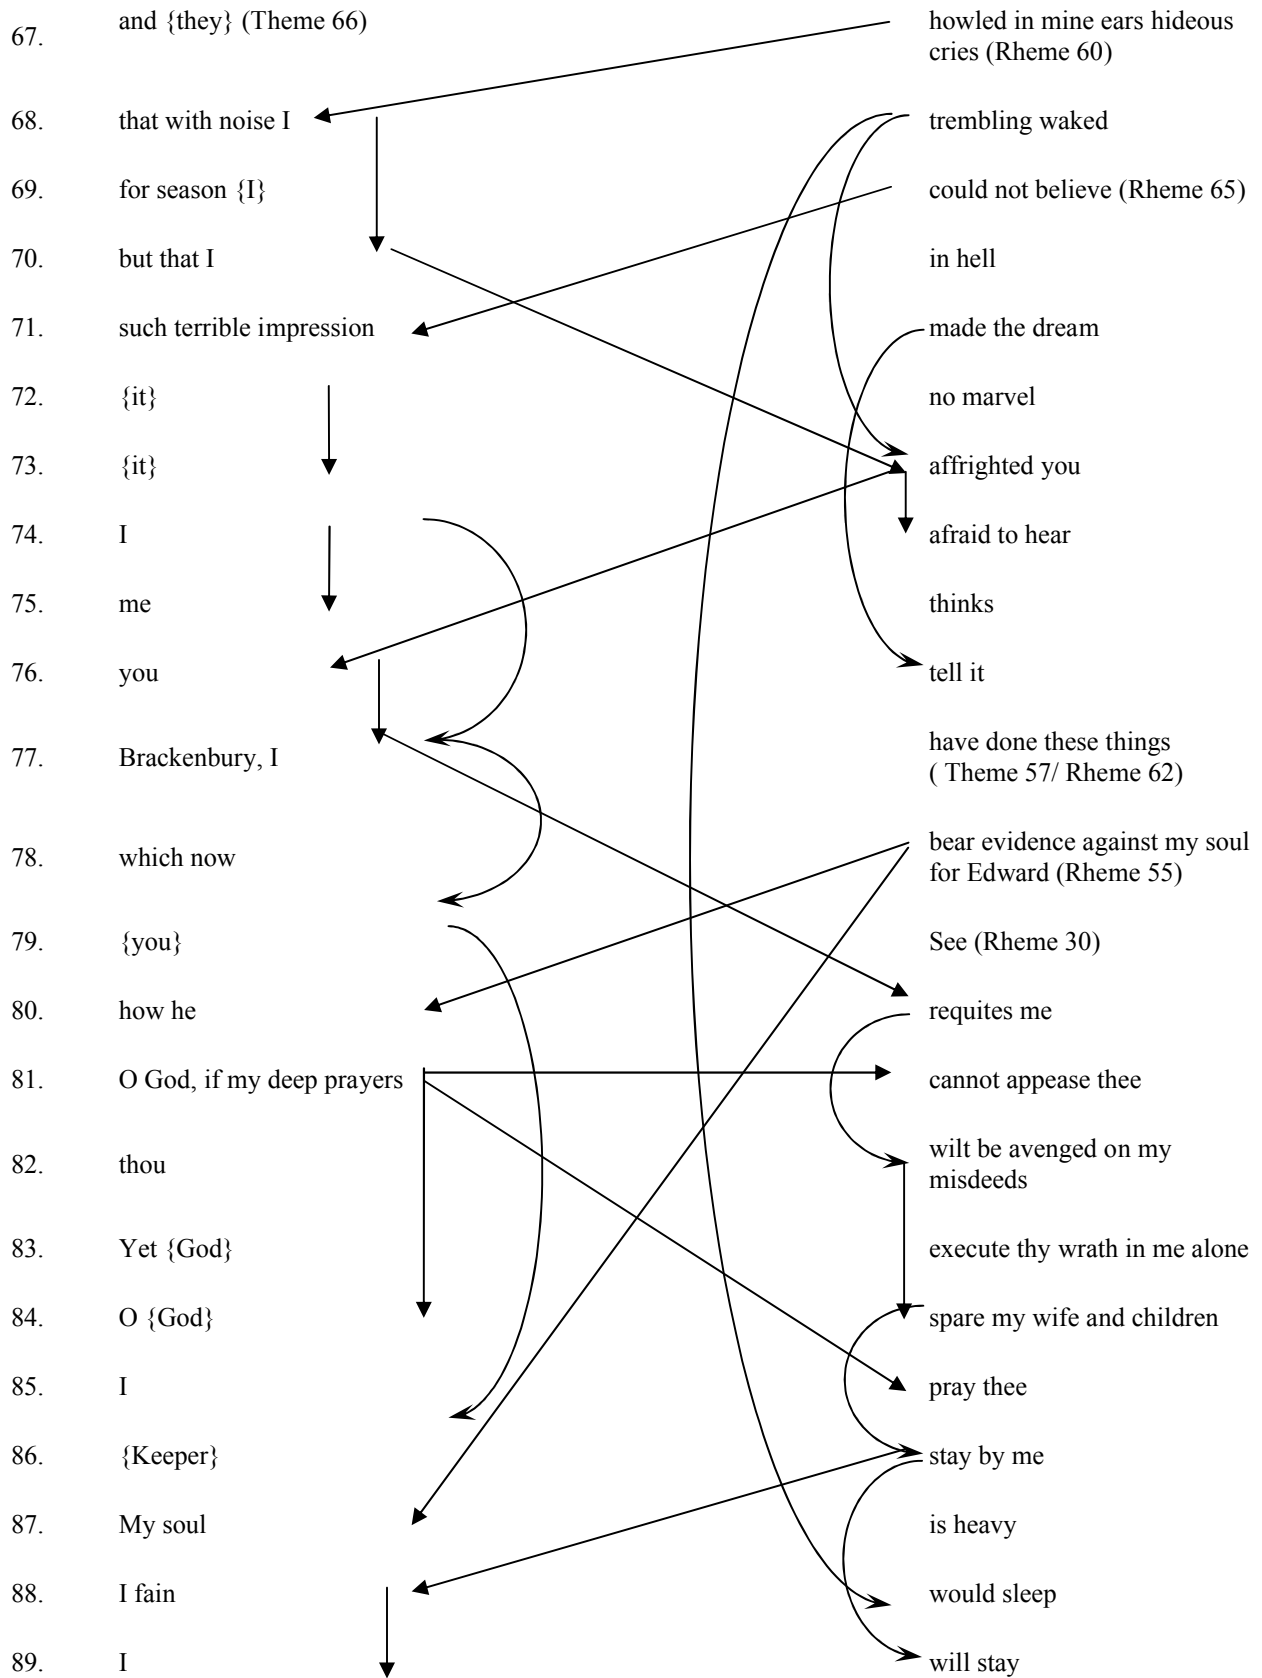 67. and {they} (Theme 66) howled in mine ears hideous
cries (Rheme 60)
68. that with noise I trembling waked
69. for season {I} could not believe (Rheme 65)
70. but that I in hell
71. such terrible impression made the dream
72. {it} no marvel
73. {it} affrighted you
74. I afraid to hear
75. me thinks
76. you tell it
77. Brackenbury, I have done these things
( Theme 57/ Rheme 62)
78. which now bear evidence against my soul
for Edward (Rheme 55)
79. {you} See (Rheme 30)
80. how he requites me
81. O God, if my deep prayers cannot appease thee
82. thou wilt be avenged on my
misdeeds
83. Yet {God} execute thy wrath in me alone
84. O {God} spare my wife and children
85. I pray thee
86. {Keeper} stay by me
87. My soul is heavy
88. I fain would sleep
89. I will stay